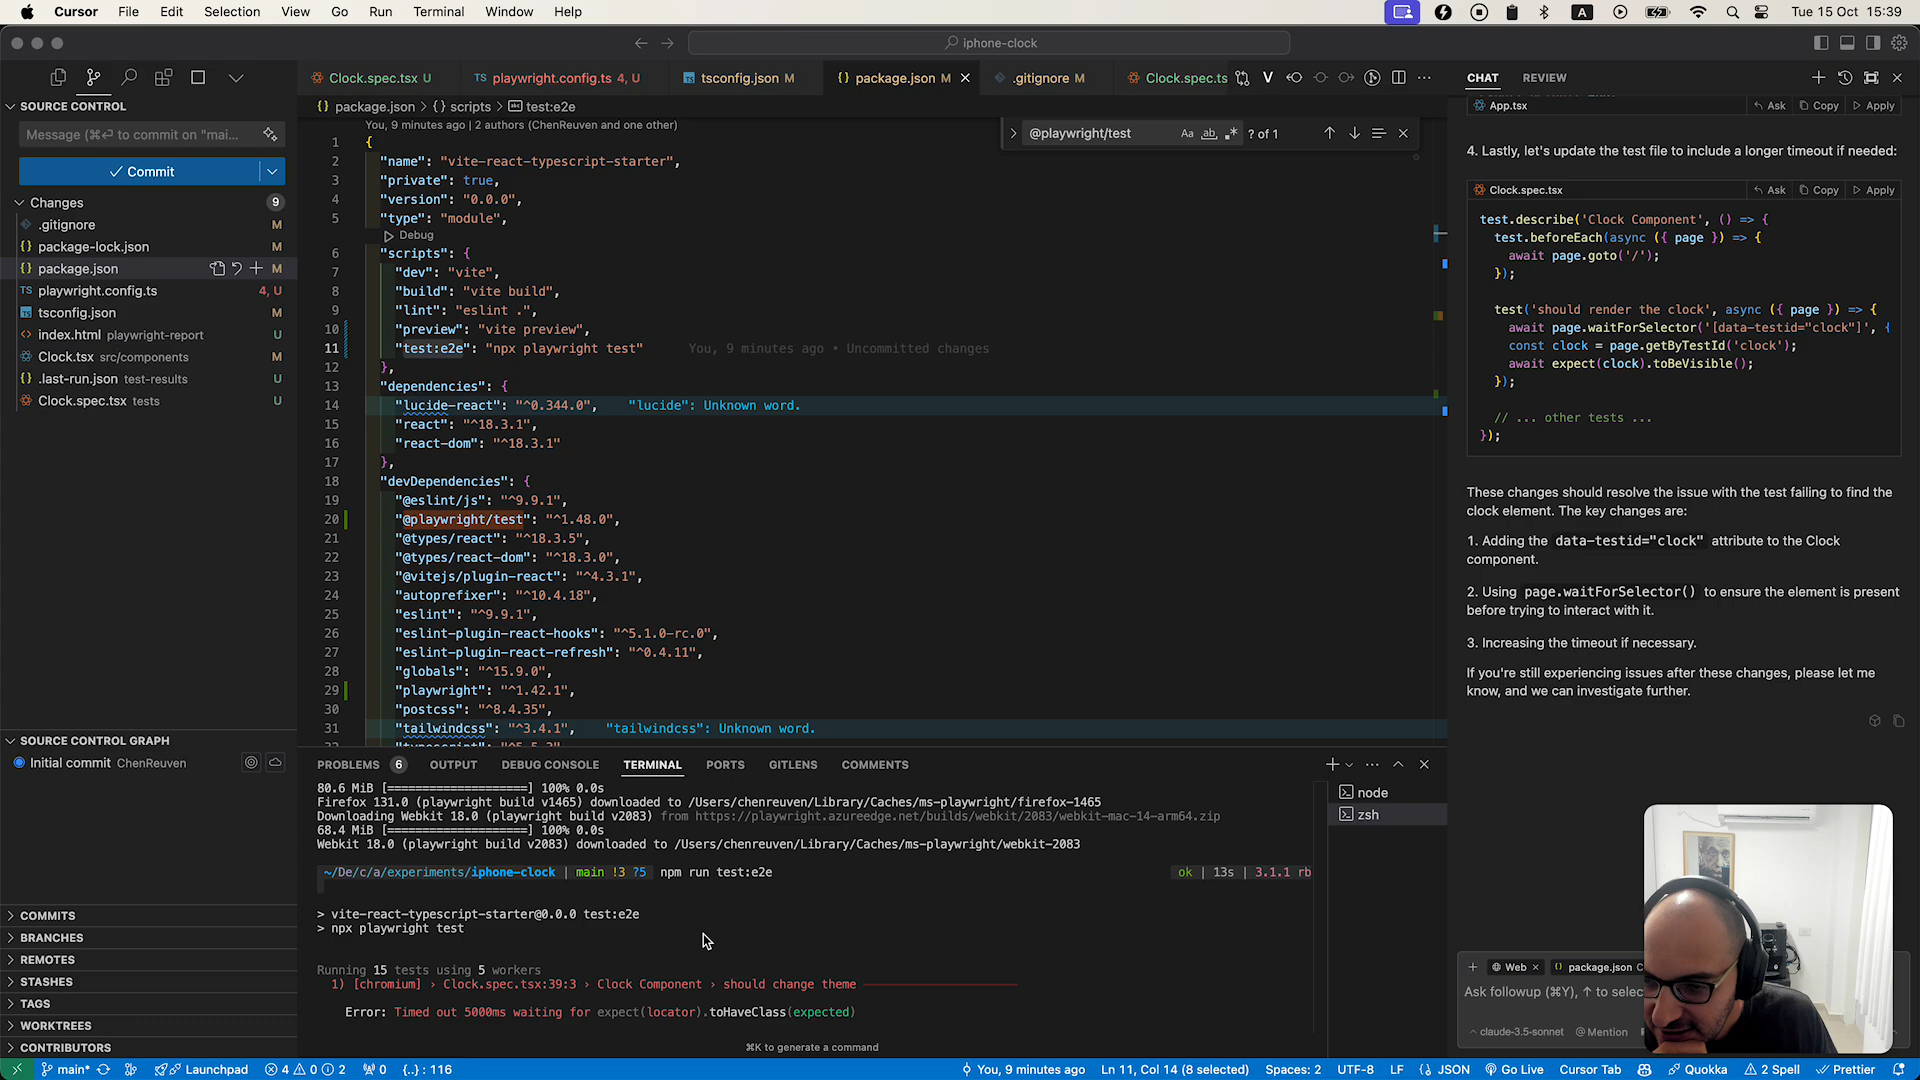 Cursor File Edit Selection View Go Run Terminal Window Help
A
Tue 15 Oct 15:39
iphone-clock
Clock.spec.tsx U
playwright.config.ts 4, U
tsconfig.json M
package.json M
.gitignore M
Clock.spec.ts
CHAT REVIEW
SOURCE CONTROL
Message (⌘⏎ to commit on "mai...
Commit
Changes 9
.gitignore M
package-lock.json M
package.json M
playwright.config.ts 4, U
tsconfig.json M
index.html playwright-report U
Clock.tsx src/components M
.last-run.json test-results U
Clock.spec.tsx tests U
SOURCE CONTROL GRAPH
Initial commit ChenReuven
COMMITS
BRANCHES
REMOTES
STASHES
TAGS
WORKTREES
CONTRIBUTORS
{} package.json > {} scripts > test:e2e
You, 9 minutes ago | 2 authors (ChenReuven and one other)
@playwright/test Aa ab .* ? of 1
1 {
2 "name": "vite-react-typescript-starter",
3 "private": true,
4 "version": "0.0.0",
5 "type": "module",
Debug
6 "scripts": {
7 "dev": "vite",
8 "build": "vite build",
9 "lint": "eslint .",
10 "preview": "vite preview",
11 "test:e2e": "npx playwright test" You, 9 minutes ago • Uncommitted changes
12 },
13 "dependencies": {
14 "lucide-react": "^0.344.0", "lucide": Unknown word.
15 "react": "^18.3.1",
16 "react-dom": "^18.3.1"
17 },
18 "devDependencies": {
19 "@eslint/js": "^9.9.1",
20 "@playwright/test": "^1.48.0",
21 "@types/react": "^18.3.5",
22 "@types/react-dom": "^18.3.0",
23 "@vitejs/plugin-react": "^4.3.1",
24 "autoprefixer": "^10.4.18",
25 "eslint": "^9.9.1",
26 "eslint-plugin-react-hooks": "^5.1.0-rc.0",
27 "eslint-plugin-react-refresh": "^0.4.11",
28 "globals": "^15.9.0",
29 "playwright": "^1.42.1",
30 "postcss": "^8.4.35",
31 "tailwindcss": "^3.4.1", "tailwindcss": Unknown word.
PROBLEMS 6 OUTPUT DEBUG CONSOLE TERMINAL PORTS GITLENS COMMENTS
80.6 MiB [====================] 100% 0.0s
Firefox 131.0 (playwright build v1465) downloaded to /Users/chenreuven/Library/Caches/ms-playwright/firefox-1465
Downloading Webkit 18.0 (playwright build v2083) from https://playwright.azureedge.net/builds/webkit/2083/webkit-mac-14-arm64.zip
68.4 MiB [====================] 100% 0.0s
Webkit 18.0 (playwright build v2083) downloaded to /Users/chenreuven/Library/Caches/ms-playwright/webkit-2083
~/De/c/a/experiments/iphone-clock | main !3 ?5 npm run test:e2e ok | 13s | 3.1.1 rb
> vite-react-typescript-starter@0.0.0 test:e2e
> npx playwright test
Running 15 tests using 5 workers
1) [chromium] › Clock.spec.tsx:39:3 › Clock Component › should change theme
Error: Timed out 5000ms waiting for expect(locator).toHaveClass(expected)
⌘K to generate a command
node
zsh
App.tsx Ask Copy Apply
4. Lastly, let's update the test file to include a longer timeout if needed:
Clock.spec.tsx Ask Copy Apply
test.describe('Clock Component', () => {
test.beforeEach(async ({ page }) => {
await page.goto('/');
});
test('should render the clock', async ({ page }) => {
await page.waitForSelector('[data-testid="clock"]', {
const clock = page.getByTestId('clock');
await expect(clock).toBeVisible();
});
// ... other tests ...
});
These changes should resolve the issue with the test failing to find the
clock element. The key changes are:
1. Adding the data-testid="clock" attribute to the Clock
component.
2. Using page.waitForSelector() to ensure the element is present
before trying to interact with it.
3. Increasing the timeout if necessary.
If you're still experiencing issues after these changes, please let me
know, and we can investigate further.
Web × {} package.json C
Ask followup (⌘Y), ↑ to selec
claude-3.5-sonnet @ Mention
main* Launchpad 4 0 2 0 {..} : 116
You, 9 minutes ago Ln 11, Col 14 (8 selected) Spaces: 2 UTF-8 LF {} JSON Go Live Cursor Tab Quokka 2 Spell Prettier